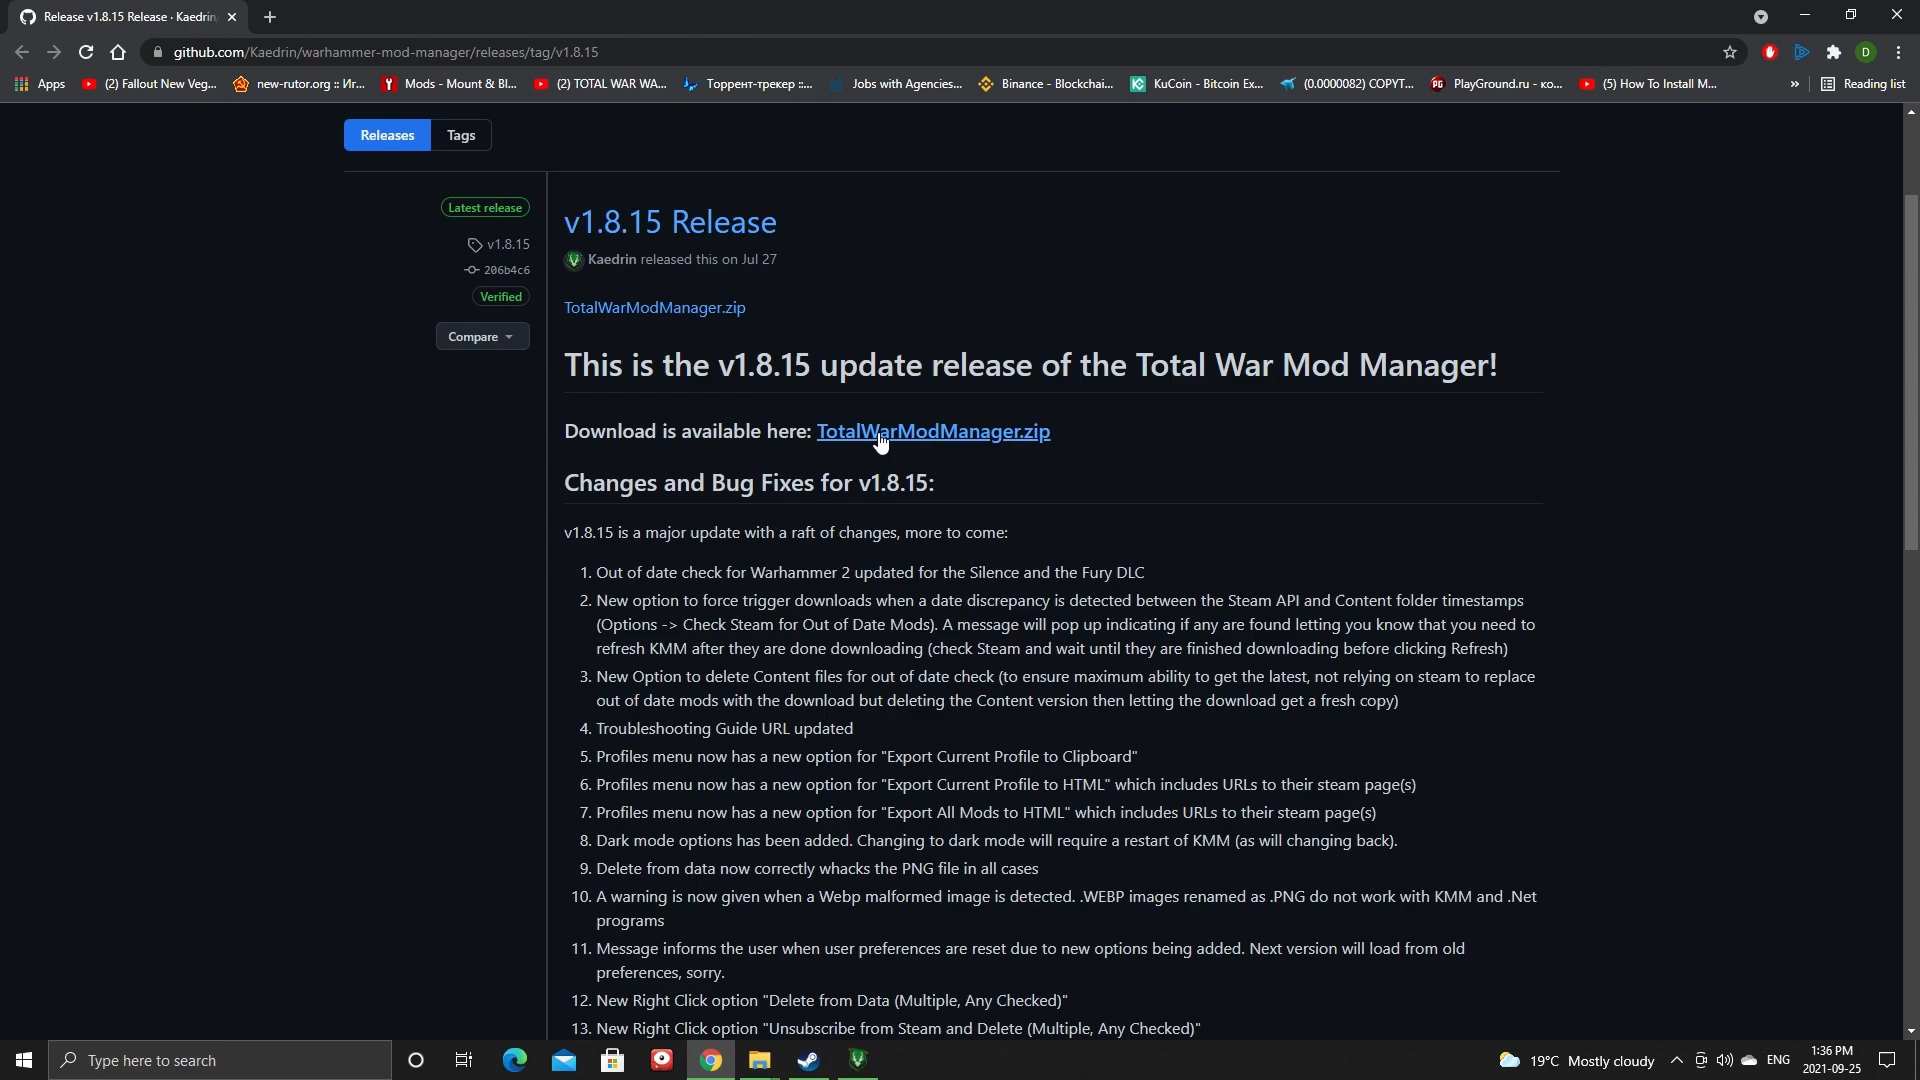 Release v1.8.15 Release · Kaedrin
github.com/Kaedrin/warhammer-mod-manager/releases/tag/v1.8.15
D
Apps
(2) Fallout New Veg...
new-rutor.org :: Иг...
Mods - Mount & Bl...
(2) TOTAL WAR WA...
Торрент-трекер ::...
Jobs with Agencies...
Binance - Blockchai...
KuCoin - Bitcoin Ex...
(0.0000082) COPYT...
PlayGround.ru - ко...
(5) How To Install M...
»
Reading list
Releases
Tags
Latest release
v1.8.15
206b4c6
Verified
Compare
v1.8.15 Release
Kaedrin released this on Jul 27
TotalWarModManager.zip
This is the v1.8.15 update release of the Total War Mod Manager!
Download is available here: TotalWarModManager.zip
Changes and Bug Fixes for v1.8.15:
v1.8.15 is a major update with a raft of changes, more to come:
1. Out of date check for Warhammer 2 updated for the Silence and the Fury DLC
2. New option to force trigger downloads when a date discrepancy is detected between the Steam API and Content folder timestamps
(Options -> Check Steam for Out of Date Mods). A message will pop up indicating if any are found letting you know that you need to
refresh KMM after they are done downloading (check Steam and wait until they are finished downloading before clicking Refresh)
3. New Option to delete Content files for out of date check (to ensure maximum ability to get the latest, not relying on steam to replace
out of date mods with the download but deleting the Content version then letting the download get a fresh copy)
4. Troubleshooting Guide URL updated
5. Profiles menu now has a new option for "Export Current Profile to Clipboard"
6. Profiles menu now has a new option for "Export Current Profile to HTML" which includes URLs to their steam page(s)
7. Profiles menu now has a new option for "Export All Mods to HTML" which includes URLs to their steam page(s)
8. Dark mode options has been added. Changing to dark mode will require a restart of KMM (as will changing back).
9. Delete from data now correctly whacks the PNG file in all cases
10. A warning is now given when a Webp malformed image is detected. .WEBP images renamed as .PNG do not work with KMM and .Net
programs
11. Message informs the user when user preferences are reset due to new options being added. Next version will load from old
preferences, sorry.
12. New Right Click option "Delete from Data (Multiple, Any Checked)"
13. New Right Click option "Unsubscribe from Steam and Delete (Multiple, Any Checked)"
Type here to search
19°C Mostly cloudy
ENG
1:36 PM
2021-09-25